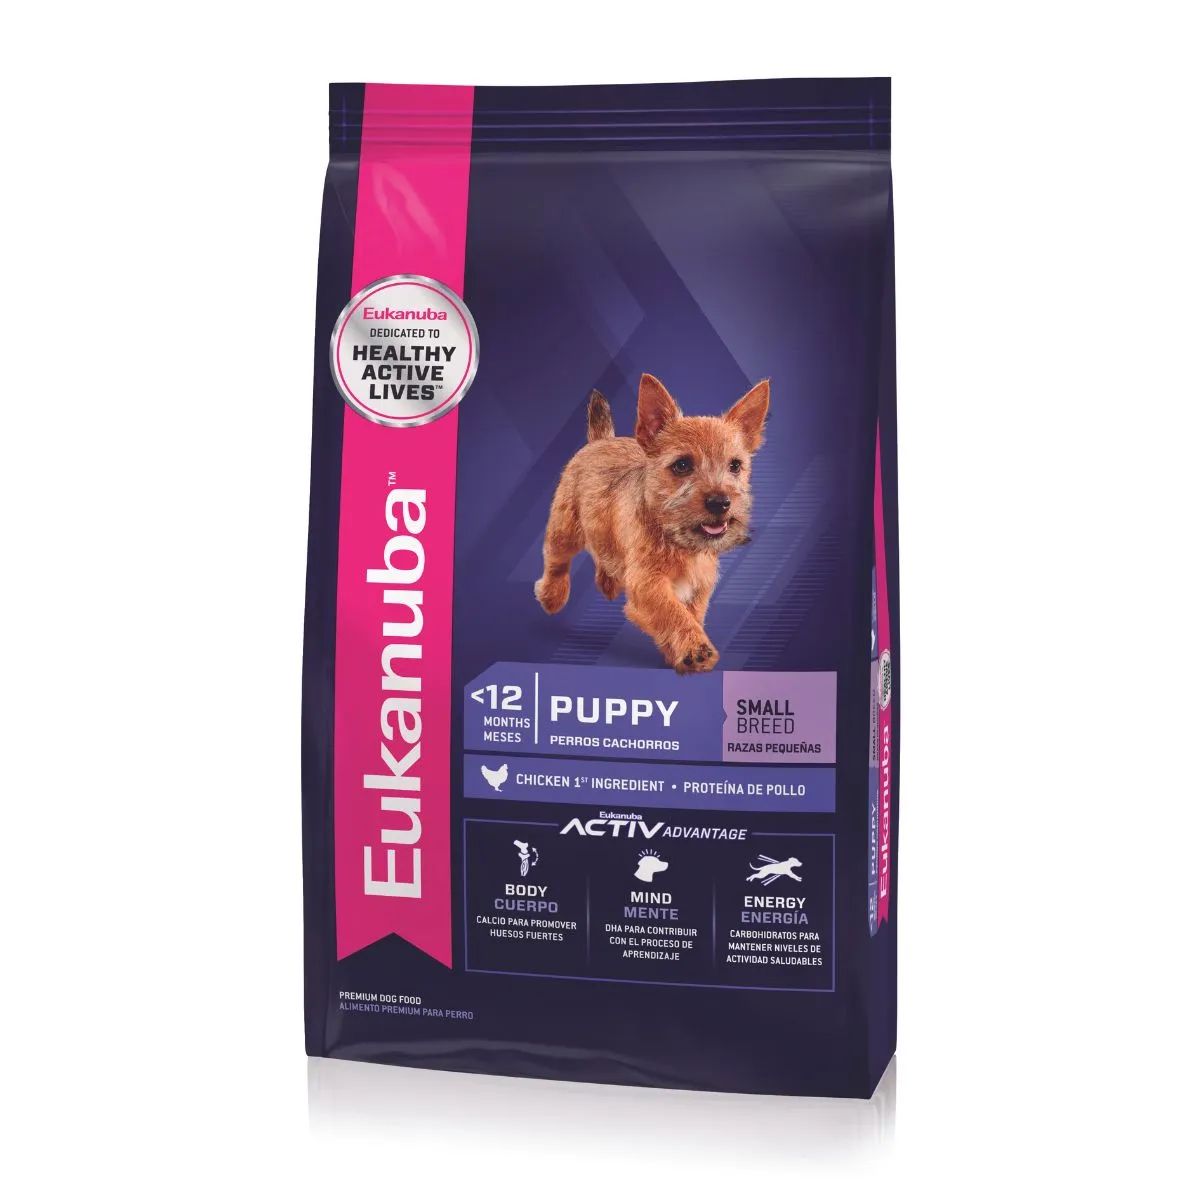 Eukanuba
DEDICATED TO
HEALTHY
ACTIVE
LIVES™
Eukanuba™
<12
MONTHS
MESES
PUPPY
PERROS CACHORROS
SMALL
BREED
RAZAS PEQUEÑAS
CHICKEN 1ST INGREDIENT • PROTEÍNA DE POLLO
Eukanuba
ACTIV ADVANTAGE
BODY
CUERPO
CALCIO PARA PROMOVER
HUESOS FUERTES
MIND
MENTE
DHA PARA CONTRIBUIR
CON EL PROCESO DE
APRENDIZAJE
ENERGY
ENERGÍA
CARBOHIDRATOS PARA
MANTENER NIVELES DE
ACTIVIDAD SALUDABLES
PREMIUM DOG FOOD
ALIMENTO PREMIUM PARA PERRO
Eukanuba
PUPPY
SMALL BREED